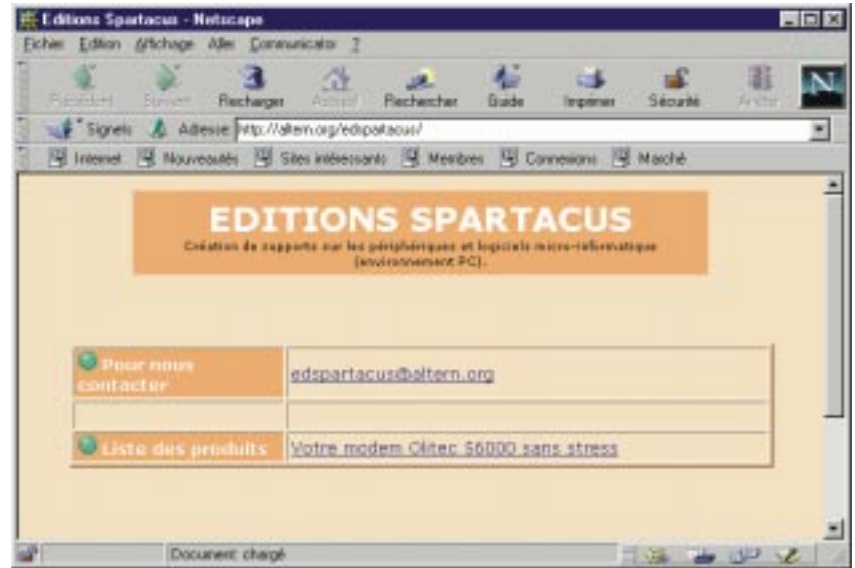 Editions Spartacus - Netscape
Fichier Edition Affichage Aller Communicator ?
Précédent Suivant Recharger Accueil Rechercher Guide Imprimer Sécurité Arrêter N
Signets Adresse http://altern.org/edspartacus/
Internet Nouveautés Sites intéressants Membres Connexions Marché
EDITIONS SPARTACUS
Création de supports sur les périphériques et logiciels micro-informatique
(environnement PC).
Pour nous
contacter
edspartacus@altern.org
Liste des produits
Votre modem Olitec S6000 sans stress
Document: chargé